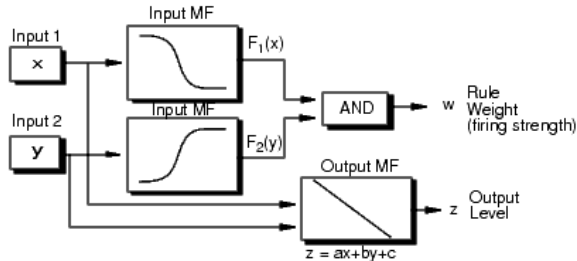 Input MF
Input 1
x
F1(x)
Input MF
AND
w
Rule
Weight
(firing strength)
Input 2
y
F2(y)
Output MF
z
Output
Level
z = ax+by+c